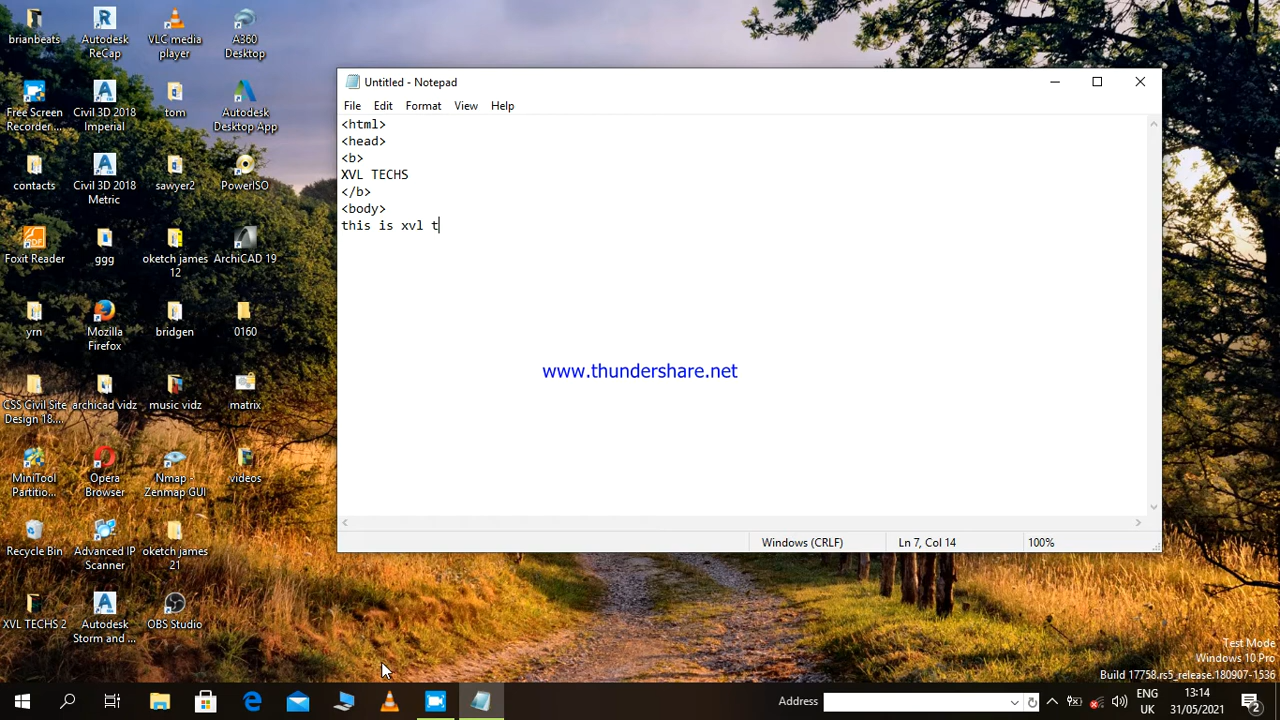 brianbeats
Autodesk ReCap
VLC media player
A360 Desktop
Free Screen Recorder ...
Civil 3D 2018 Imperial
tom
Autodesk Desktop App
contacts
Civil 3D 2018 Metric
sawyer2
PowerISO
Foxit Reader
ggg
oketch james 12
ArchiCAD 19
yrn
Mozilla Firefox
bridgen
0160
CSS Civil Site Design 18....
archicad vidz
music vidz
matrix
MiniTool Partitio...
Opera Browser
Nmap - Zenmap GUI
videos
Recycle Bin
Advanced IP Scanner
oketch james 21
XVL TECHS 2
Autodesk Storm and ...
OBS Studio
Untitled - Notepad
File Edit Format View Help
<html>
<head>
<b>
XVL TECHS
</b>
<body>
this is xvl t
www.thundershare.net
Windows (CRLF) Ln 7, Col 14 100%
Test Mode
Windows 10 Pro
Build 17758.rs5_release.180907-1536
Address
ENG
UK
13:14
31/05/2021
2